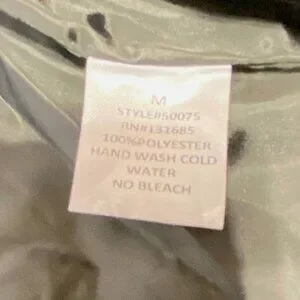 M
STYLE#50075
RN#131685
100%POLYESTER
HAND WASH COLD
WATER
NO BLEACH